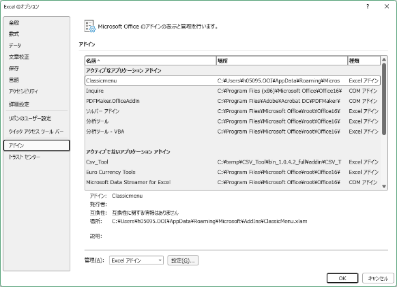 Excel のオプション
? ×
全般
数式
データ
文章校正
保存
言語
アクセシビリティ
詳細設定
リボンのユーザー設定
クイック アクセス ツール バー
アドイン
トラスト センター
Microsoft Office のアドインの表示と管理を行います。
アドイン
名前 場所 種類
アクティブなアプリケーション アドイン
Classicmenu C:¥Users¥h05095.OOI¥AppData¥Roaming¥Micros Excel アドイン
Inquire C:¥Program Files (x86)¥Microsoft Office¥Office16¥ COM アドイン
PDFMaker.OfficeAddin C:¥Program Files¥Adobe¥Acrobat DC¥PDFMaker¥ COM アドイン
ソルバー アドイン C:¥Program Files¥Microsoft Office¥root¥Office16¥ Excel アドイン
分析ツール C:¥Program Files¥Microsoft Office¥root¥Office16¥ Excel アドイン
分析ツール - VBA C:¥Program Files¥Microsoft Office¥root¥Office16¥ Excel アドイン
アクティブでないアプリケーション アドイン
Csv_Tool C:¥temp¥CSV_Tool¥bin_1.0.4.2_full¥addin¥CSV_T Excel アドイン
Euro Currency Tools C:¥Program Files¥Microsoft Office¥root¥Office16¥ Excel アドイン
Microsoft Data Streamer for Excel C:¥Program Files¥Microsoft Office¥root¥Office16¥ COM アドイン
アドイン: Classicmenu
発行者:
互換性: 互換性に関する情報はありません
場所: C:¥Users¥h05095.OOI¥AppData¥Roaming¥Microsoft¥AddIns¥ClassicMenu.xlam
説明:
管理(A): Excel アドイン 設定(G)...
OK キャンセル